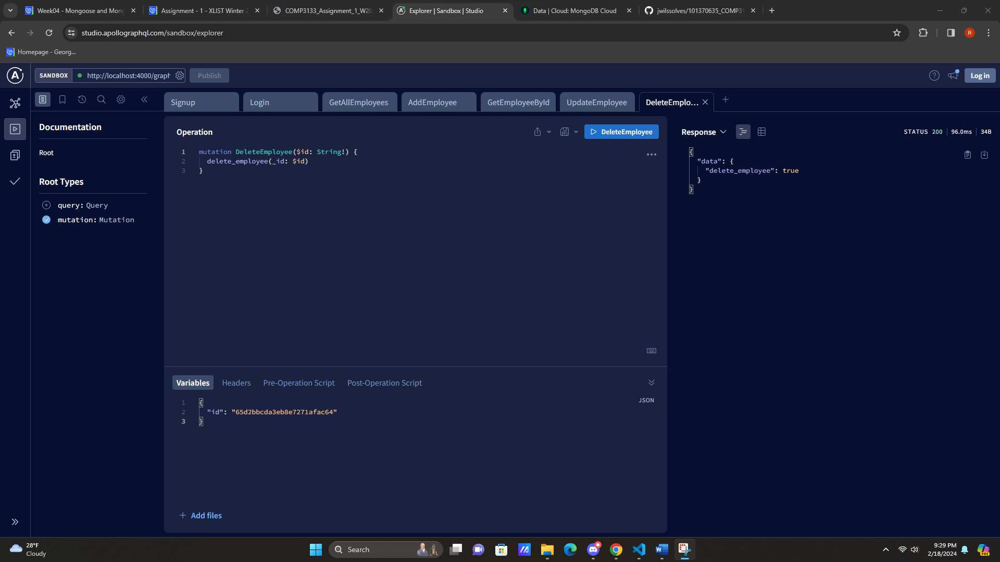 Week04 - Mongoose and Mong
Assignment - 1 - XLIST Winter 2
COMP3133_Assignment_1_W20
Explorer | Sandbox | Studio
Data | Cloud: MongoDB Cloud
jwilssolves/101370635_COMP31
studio.apollographql.com/sandbox/explorer
R
Homepage - Georg...
A
SANDBOX
http://localhost:4000/graph
Publish
Log in
Signup
Login
GetAllEmployees
AddEmployee
GetEmployeeById
UpdateEmployee
DeleteEmplo...
Documentation
Root
Root Types
query: Query
mutation: Mutation
Operation
DeleteEmployee
1 mutation DeleteEmployee($id: String!) {
2 delete_employee(_id: $id)
3 }
Variables
Headers
Pre-Operation Script
Post-Operation Script
JSON
1 {
2 "id": "65d2bbcda3eb8e7271afac64"
3 }
Add files
Response
STATUS 200
96.0ms
34B
{
"data": {
"delete_employee": true
}
}
28°F
Cloudy
Search
9:29 PM
2/18/2024
PRE